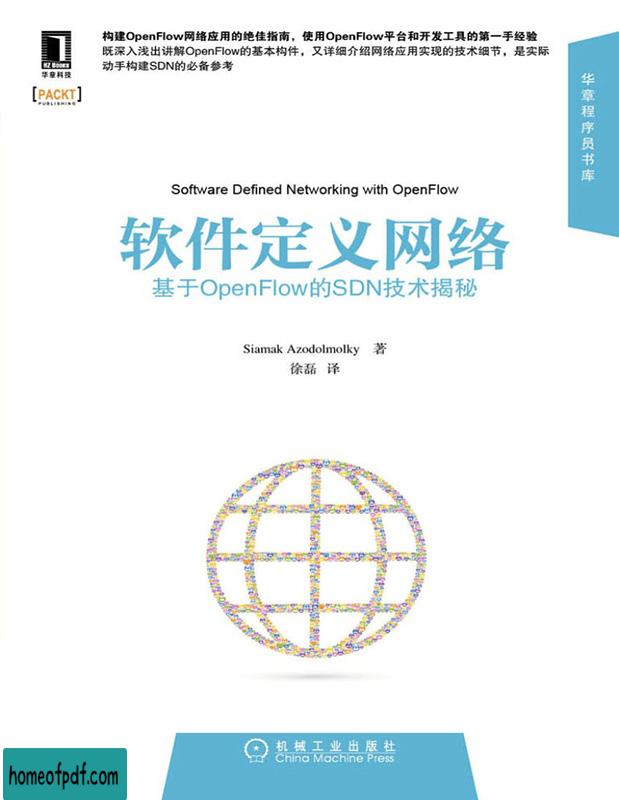 构建OpenFlow网络应用的绝佳指南，使用OpenFlow平台和开发工具的第一手经验
既深入浅出讲解OpenFlow的基本构件，又详细介绍网络应用实现的技术细节，是实际
动手构建SDN的必备参考
HZ Books
华章科技
[PACKT]
PUBLISHING
华章程序员书库
Software Defined Networking with OpenFlow
软件定义网络
基于OpenFlow的SDN技术揭秘
Siamak Azodolmolky 著
徐磊 译
机械工业出版社
China Machine Press
homeofpdf.com